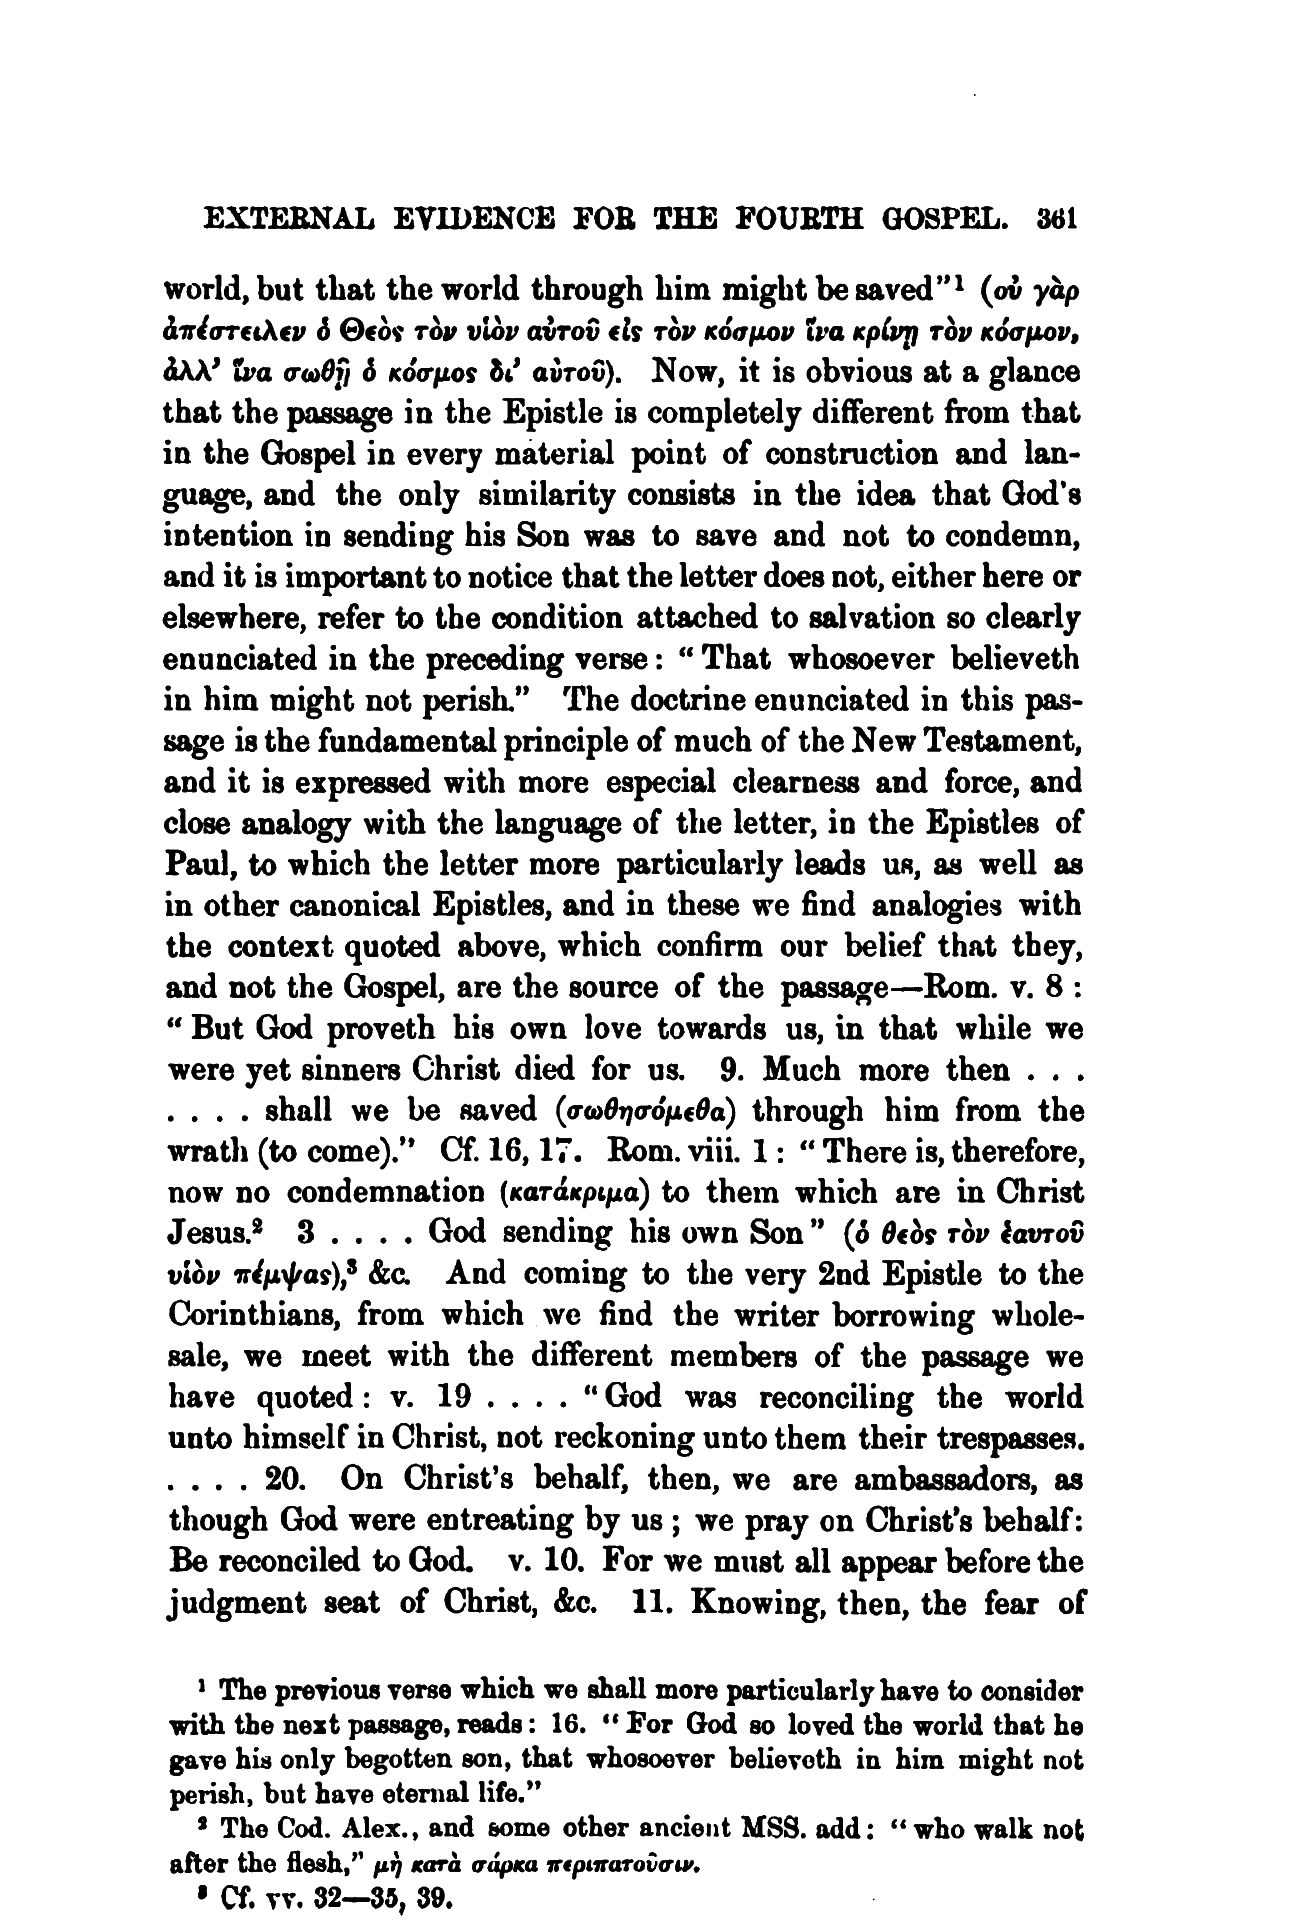 EXTERNAL EVIDENCE FOR THE FOURTH GOSPEL. 361
world, but that the world through him might be saved"¹ (οὐ γὰρ
ἀπέστειλεν ὁ Θεὸς τὸν υἱὸν αὐτοῦ εἰς τὸν κόσμον ἵνα κρίνῃ τὸν κόσμον,
ἀλλ' ἵνα σωθῇ ὁ κόσμος δι' αὐτοῦ). Now, it is obvious at a glance
that the passage in the Epistle is completely different from that
in the Gospel in every material point of construction and lan-
guage, and the only similarity consists in the idea that God's
intention in sending his Son was to save and not to condemn,
and it is important to notice that the letter does not, either here or
elsewhere, refer to the condition attached to salvation so clearly
enunciated in the preceding verse: "That whosoever believeth
in him might not perish." The doctrine enunciated in this pas-
sage is the fundamental principle of much of the New Testament,
and it is expressed with more especial clearness and force, and
close analogy with the language of the letter, in the Epistles of
Paul, to which the letter more particularly leads us, as well as
in other canonical Epistles, and in these we find analogies with
the context quoted above, which confirm our belief that they,
and not the Gospel, are the source of the passage—Rom. v. 8 :
"But God proveth his own love towards us, in that while we
were yet sinners Christ died for us. 9. Much more then . . .
. . . . shall we be saved (σωθησόμεθα) through him from the
wrath (to come)." Cf. 16, 17. Rom. viii. 1 : "There is, therefore,
now no condemnation (κατάκριμα) to them which are in Christ
Jesus.² 3 . . . . God sending his own Son" (ὁ θεὸς τὸν ἑαυτοῦ
υἱὸν πέμψας),³ &c. And coming to the very 2nd Epistle to the
Corinthians, from which we find the writer borrowing whole-
sale, we meet with the different members of the passage we
have quoted : v. 19 . . . . "God was reconciling the world
unto himself in Christ, not reckoning unto them their trespasses.
. . . . 20. On Christ's behalf, then, we are ambassadors, as
though God were entreating by us ; we pray on Christ's behalf:
Be reconciled to God. v. 10. For we must all appear before the
judgment seat of Christ, &c. 11. Knowing, then, the fear of
¹ The previous verse which we shall more particularly have to consider
with the next passage, reads : 16. "For God so loved the world that he
gave his only begotten son, that whosoever believeth in him might not
perish, but have eternal life."
² The Cod. Alex., and some other ancient MSS. add : "who walk not
after the flesh," μὴ κατὰ σάρκα περιπατοῦσιν.
³ Cf. vv. 32—35, 39.